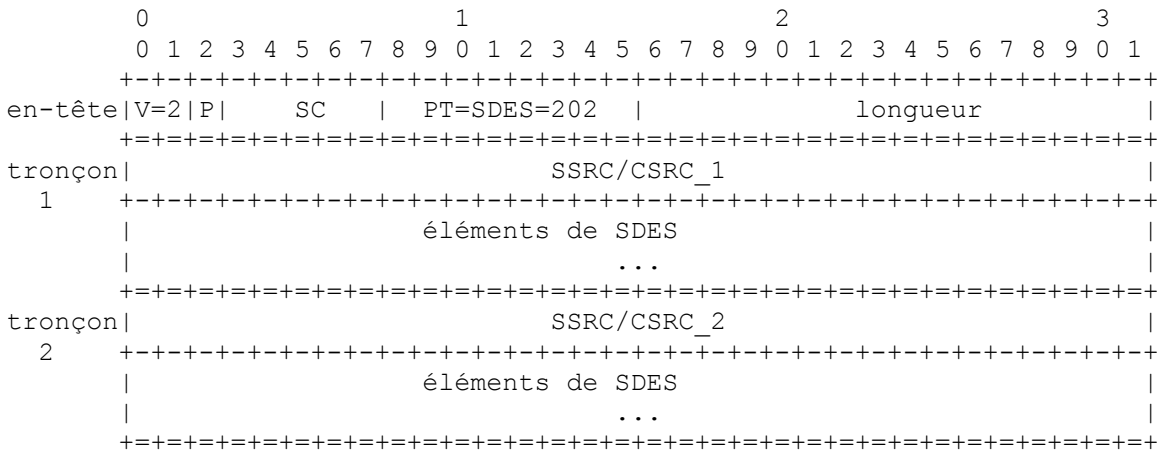 0                   1                   2                   3
                0 1 2 3 4 5 6 7 8 9 0 1 2 3 4 5 6 7 8 9 0 1 2 3 4 5 6 7 8 9 0 1
               +-+-+-+-+-+-+-+-+-+-+-+-+-+-+-+-+-+-+-+-+-+-+-+-+-+-+-+-+-+-+-+-+
en-tête|V=2|P|    SC   |  PT=SDES=202  |             longueur          |
       +=+=+=+=+=+=+=+=+=+=+=+=+=+=+=+=+=+=+=+=+=+=+=+=+=+=+=+=+=+=+=+=+
tronçon|                          SSRC/CSRC_1                          |
  1    +-+-+-+-+-+-+-+-+-+-+-+-+-+-+-+-+-+-+-+-+-+-+-+-+-+-+-+-+-+-+-+-+
       |                  éléments de SDES                             |
       |                              ...                              |
       +=+=+=+=+=+=+=+=+=+=+=+=+=+=+=+=+=+=+=+=+=+=+=+=+=+=+=+=+=+=+=+=+
tronçon|                          SSRC/CSRC_2                          |
  2    +-+-+-+-+-+-+-+-+-+-+-+-+-+-+-+-+-+-+-+-+-+-+-+-+-+-+-+-+-+-+-+-+
       |                  éléments de SDES                             |
       |                              ...                              |
       +=+=+=+=+=+=+=+=+=+=+=+=+=+=+=+=+=+=+=+=+=+=+=+=+=+=+=+=+=+=+=+=+